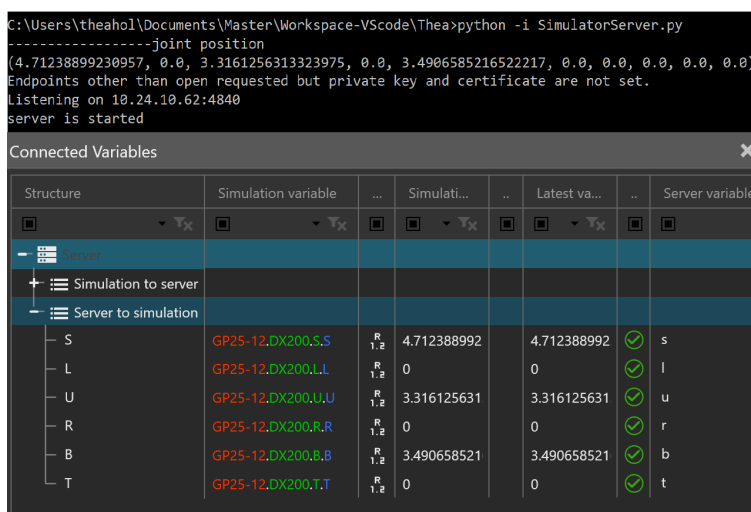 C:\Users\theahol\Documents\Master\Workspace-VScode\Thea>python -i SimulatorServer.py
------------------joint position
(4.71238899230957, 0.0, 3.3161256313323975, 0.0, 3.4906585216522217, 0.0, 0.0, 0.0, 0.0, 0.0)
Endpoints other than open requested but private key and certificate are not set.
Listening on 10.24.10.62:4840
server is started
Connected Variables
Structure Simulation variable ... Simulati... .. Latest va... .. Server variable
Server
Simulation to server
Server to simulation
S GP25-12.DX200.S.S R 1.2 4.712388992 4.712388992 s
L GP25-12.DX200.L.L R 1.2 0 0 l
U GP25-12.DX200.U.U R 1.2 3.316125631 3.316125631 u
R GP25-12.DX200.R.R R 1.2 0 0 r
B GP25-12.DX200.B.B R 1.2 3.490658521 3.490658521 b
T GP25-12.DX200.T.T R 1.2 0 0 t